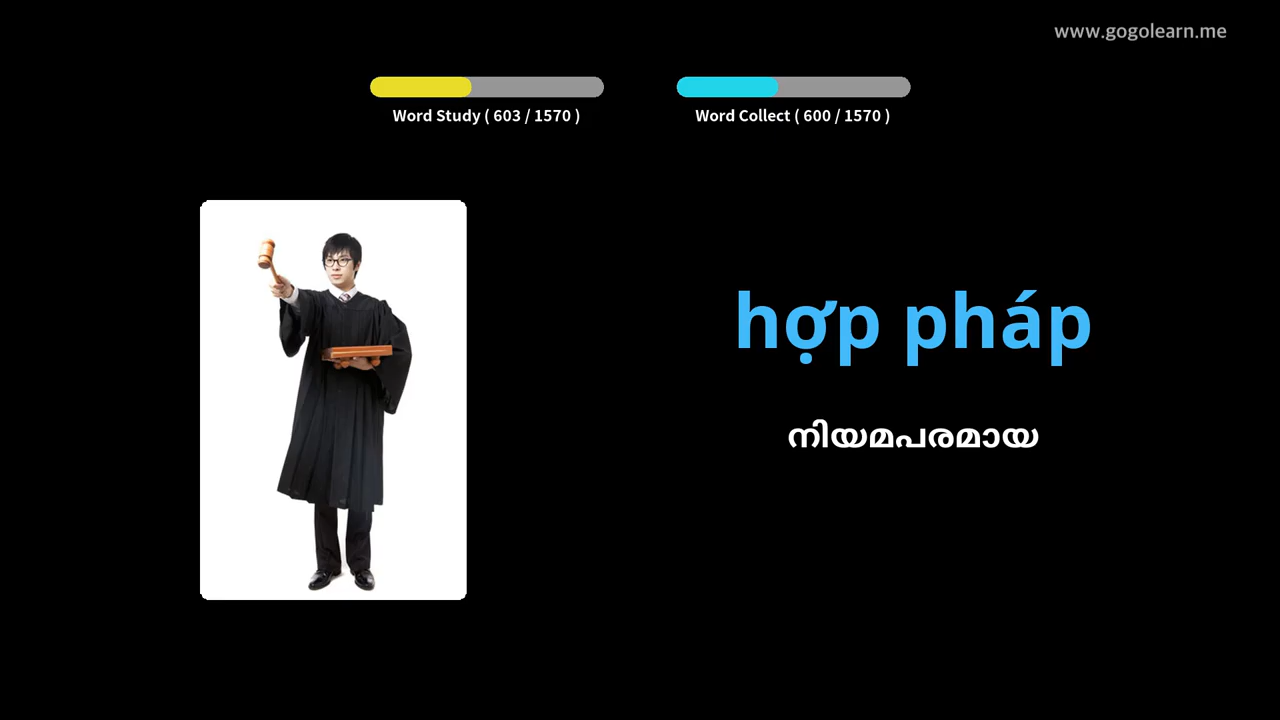 www.gogolearn.me
Word Study ( 603 / 1570 )
Word Collect ( 600 / 1570 )
hợp pháp
നിയമപരമായ